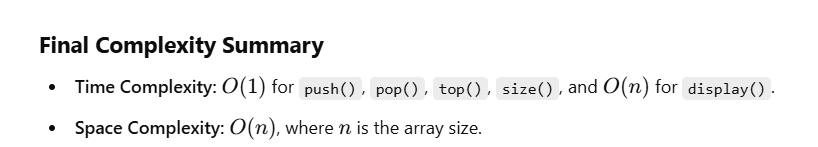 Final Complexity Summary
• Time Complexity: O(1) for push(), pop(), top(), size(), and O(n) for display().
• Space Complexity: O(n), where n is the array size.